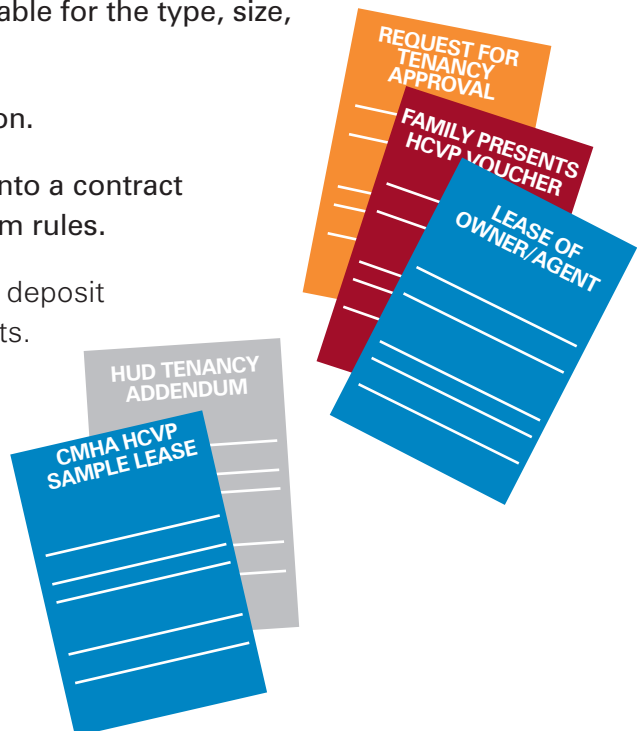 able for the type, size,
on.
nto a contract
m rules.
deposit
ts.
REQUEST FOR
TENANCY
APPROVAL
FAMILY PRESENTS
HCVP VOUCHER
LEASE OF
OWNER/AGENT
HUD TENANCY
ADDENDUM
CMHA HCVP
SAMPLE LEASE